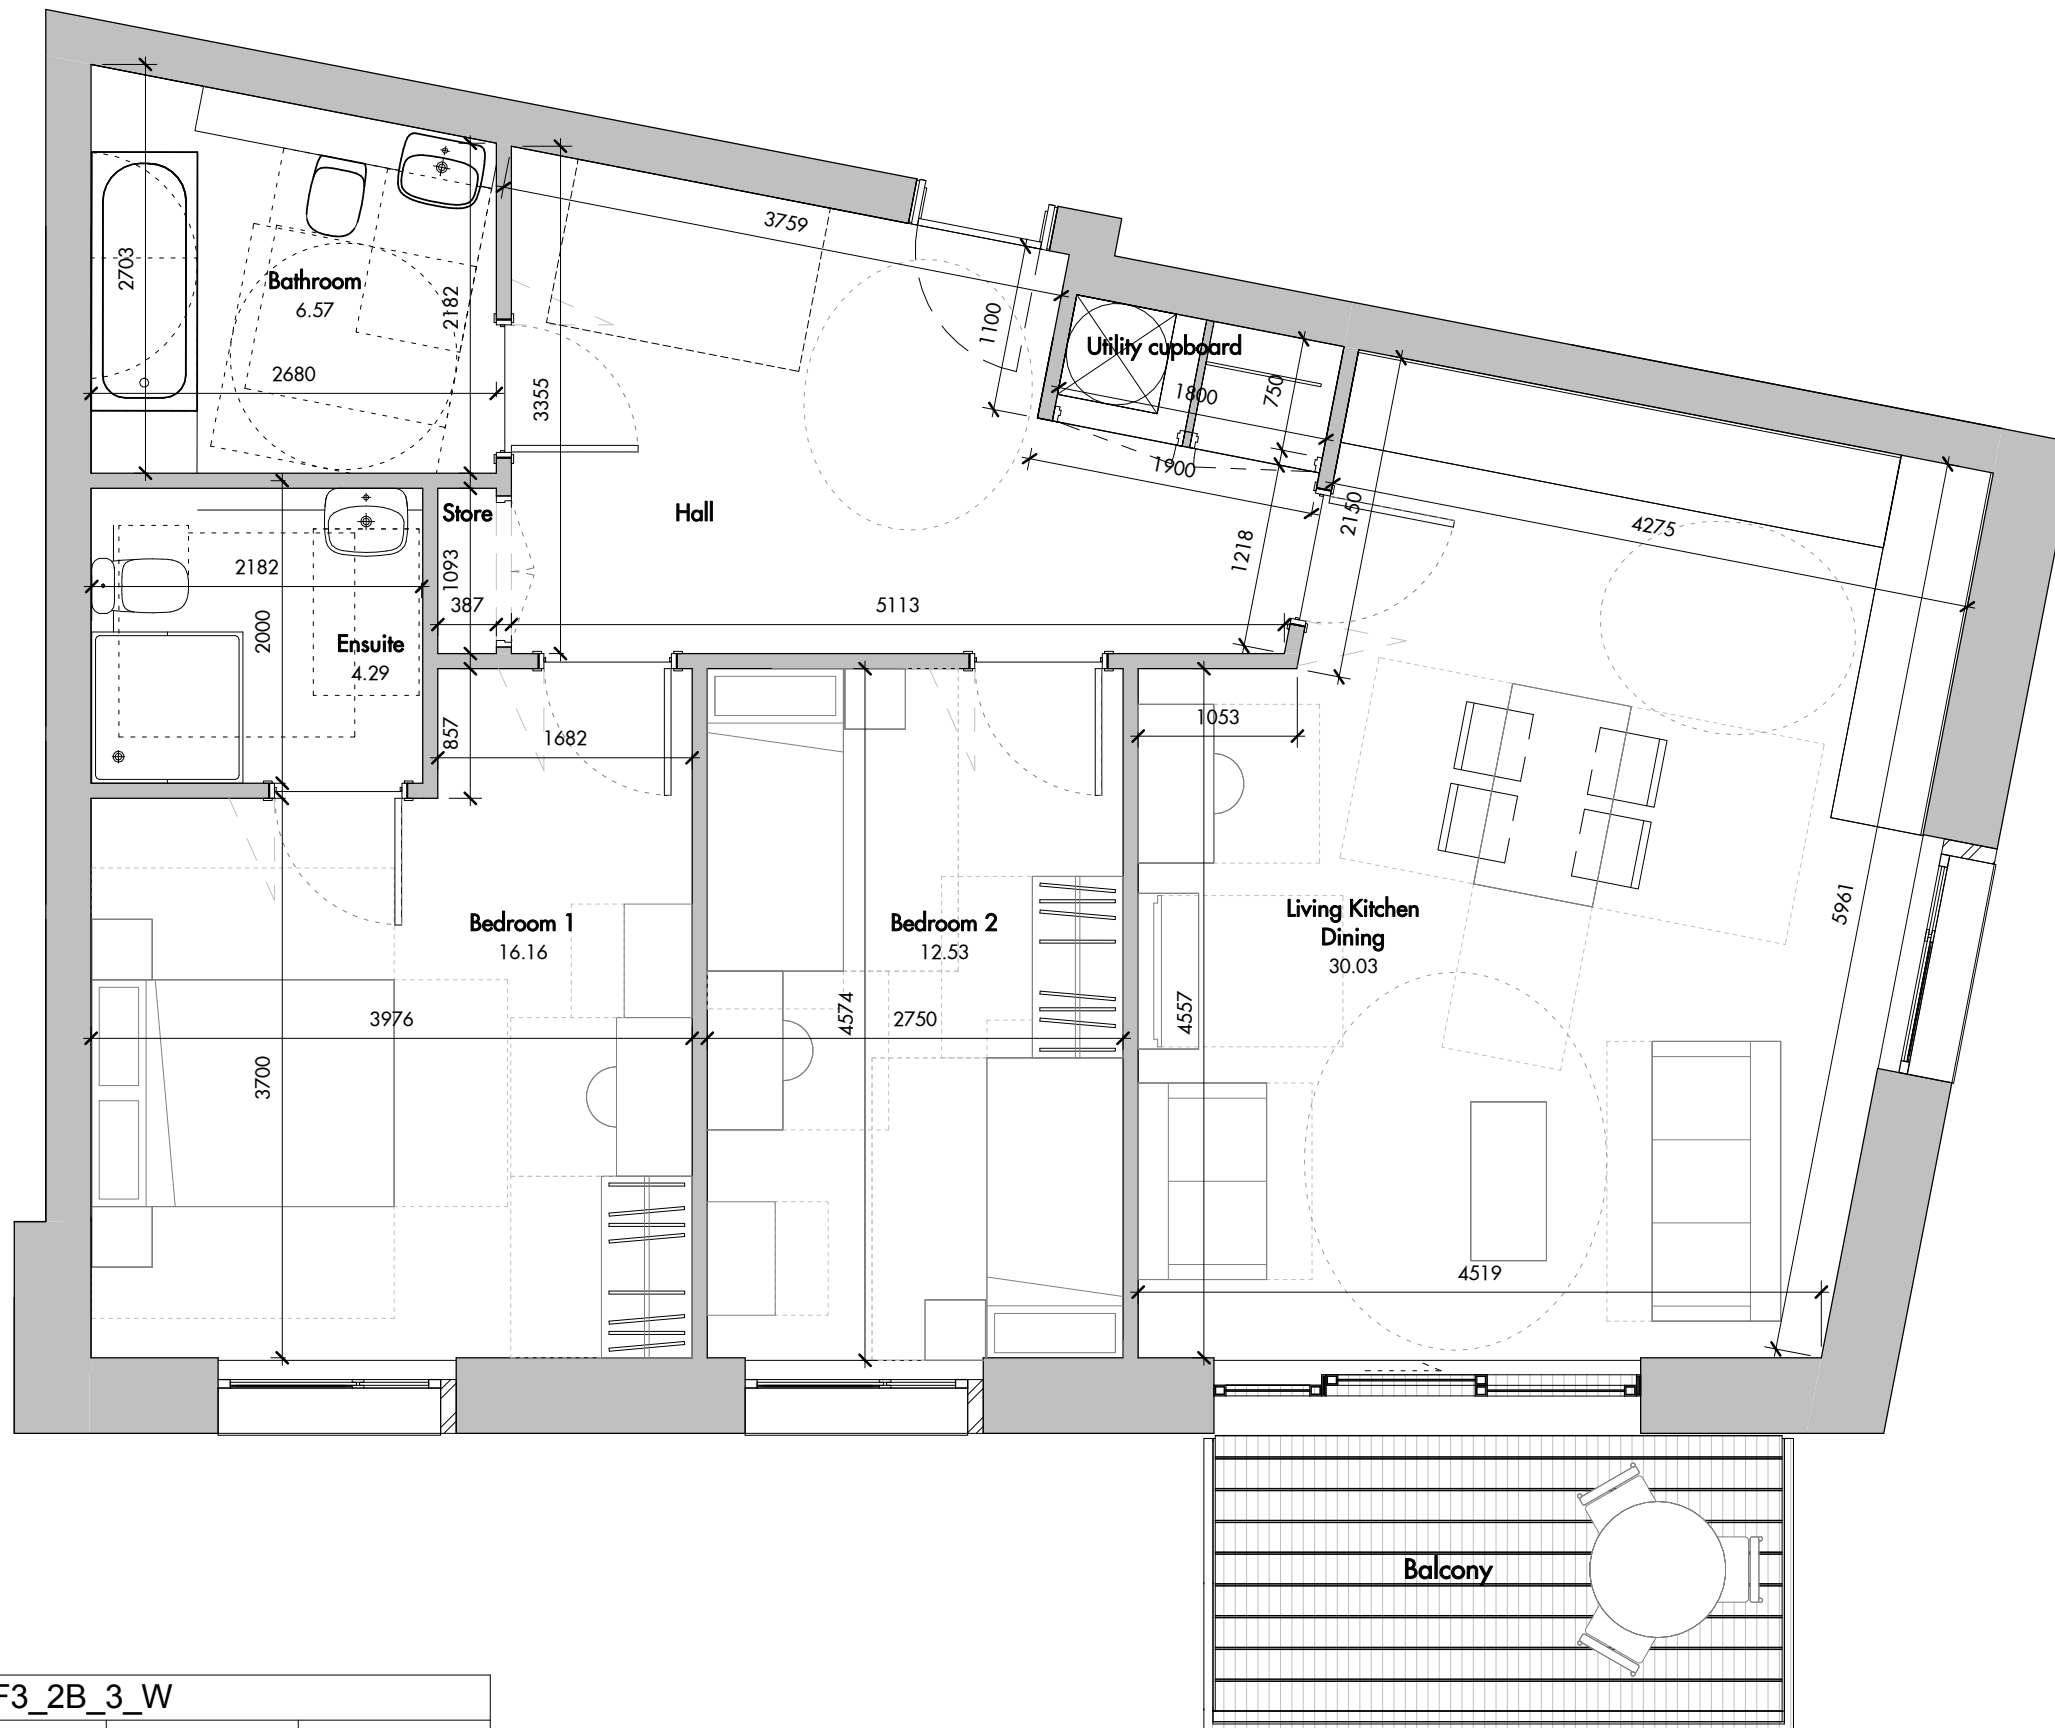 2703
Bathroom
6.57
2182
2680
3355
3759
1100
Utility cupboard
1800
750
1900
1218
2150
4275
Store
Hall
1093
387
5113
2182
2000
Ensuite
4.29
857
1682
1053
Bedroom 1
16.16
Bedroom 2
12.53
Living Kitchen
Dining
30.03
5961
3976
3700
4574
2750
4557
4519
Balcony
F3_2B_3_W